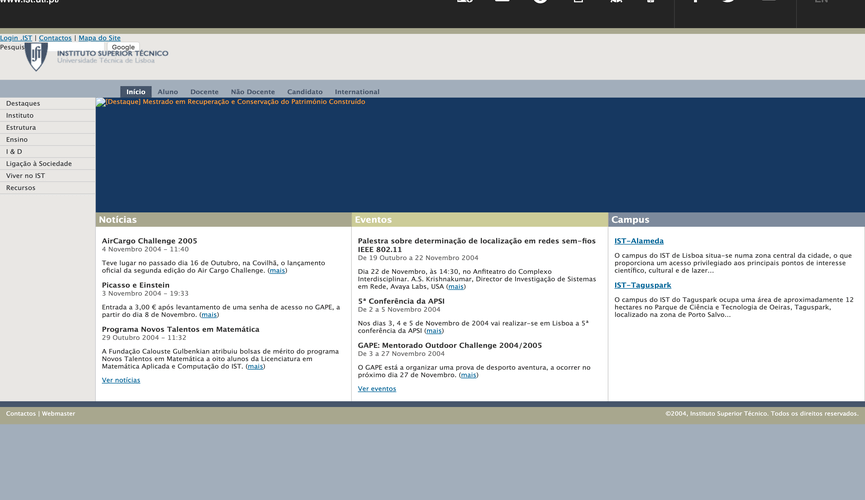 www.ist.utl.pt/
EN
Login .IST | Contactos | Mapa do Site
Pesquis
Google
INSTITUTO SUPERIOR TÉCNICO
Universidade Técnica de Lisboa
Início Aluno Docente Não Docente Candidato International
Destaques
Instituto
Estrutura
Ensino
I & D
Ligação à Sociedade
Viver no IST
Recursos
[Destaque] Mestrado em Recuperação e Conservação do Património Construído
Notícias
AirCargo Challenge 2005
4 Novembro 2004 - 11:40
Teve lugar no passado dia 16 de Outubro, na Covilhã, o lançamento
oficial da segunda edição do Air Cargo Challenge. (mais)
Picasso e Einstein
3 Novembro 2004 - 19:33
Entrada a 3,00 € após levantamento de uma senha de acesso no GAPE, a
partir do dia 8 de Novembro. (mais)
Programa Novos Talentos em Matemática
29 Outubro 2004 - 11:32
A Fundação Calouste Gulbenkian atribuiu bolsas de mérito do programa
Novos Talentos em Matemática a oito alunos da Licenciatura em
Matemática Aplicada e Computação do IST. (mais)
Ver notícias
Eventos
Palestra sobre determinação de localização em redes sem-fios
IEEE 802.11
De 19 Outubro a 22 Novembro 2004
Dia 22 de Novembro, às 14:30, no Anfiteatro do Complexo
Interdisciplinar. A.S. Krishnakumar, Director de Investigação de Sistemas
em Rede, Avaya Labs, USA (mais)
5ª Conferência da APSI
De 2 a 5 Novembro 2004
Nos dias 3, 4 e 5 de Novembro de 2004 vai realizar-se em Lisboa a 5ª
conferência da APSI (mais)
GAPE: Mentorado Outdoor Challenge 2004/2005
De 3 a 27 Novembro 2004
O GAPE está a organizar uma prova de desporto aventura, a ocorrer no
próximo dia 27 de Novembro. (mais)
Ver eventos
Campus
IST-Alameda
O campus do IST de Lisboa situa-se numa zona central da cidade, o que
proporciona um acesso privilegiado aos principais pontos de interesse
científico, cultural e de lazer...
IST-Taguspark
O campus do IST do Taguspark ocupa uma área de aproximadamente 12
hectares no Parque de Ciência e Tecnologia de Oeiras, Taguspark,
localizado na zona de Porto Salvo...
Contactos | Webmaster
©2004, Instituto Superior Técnico. Todos os direitos reservados.